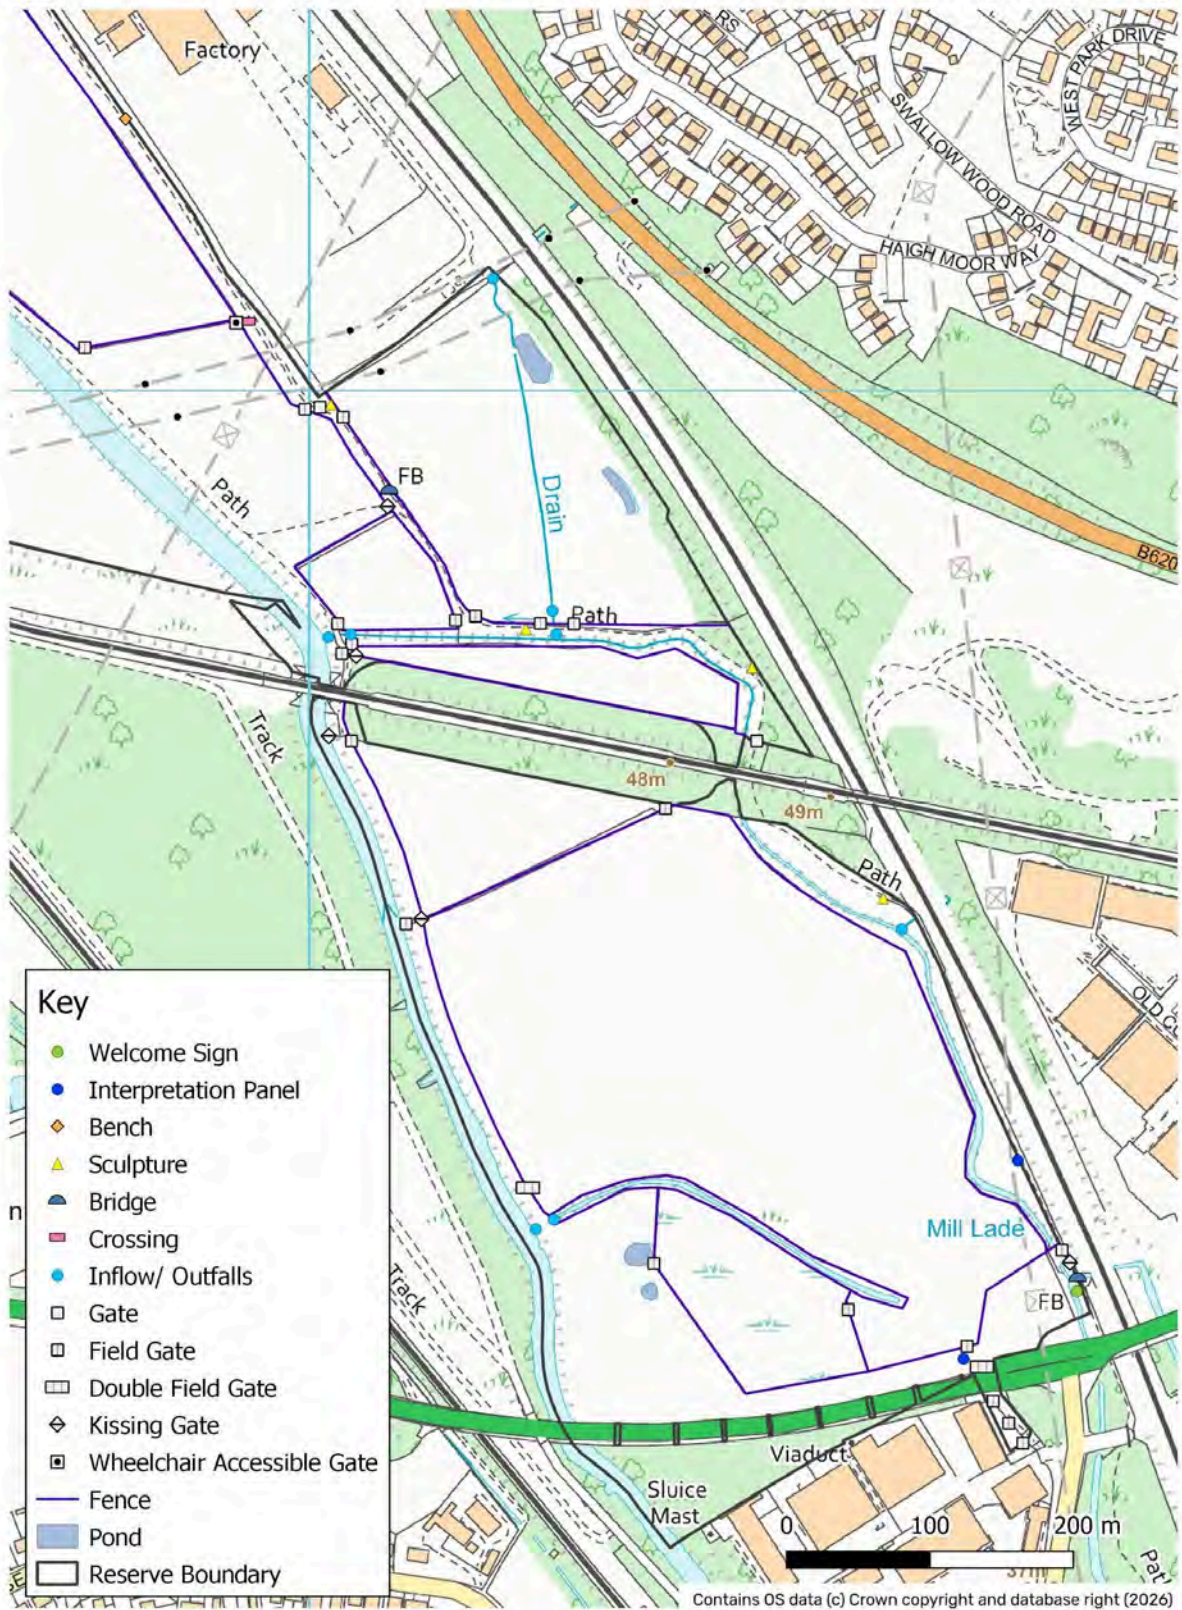 RS
WEST PARK DRIVE
Factory
SWALLOW WOOD ROAD
HAIGH MOOR WAY
FB
Path
Drain
B620
Path
Track
48m
49m
Path
OLD CO
Key
Welcome Sign
Interpretation Panel
Bench
Sculpture
Bridge
Crossing
Inflow/ Outfalls
Gate
Field Gate
Double Field Gate
Kissing Gate
Wheelchair Accessible Gate
Fence
Pond
Reserve Boundary
n
Mill Lade
Track
FB
Viaduct
Sluice
Mast
0 100 200 m
37m
Path
Contains OS data (c) Crown copyright and database right (2026)